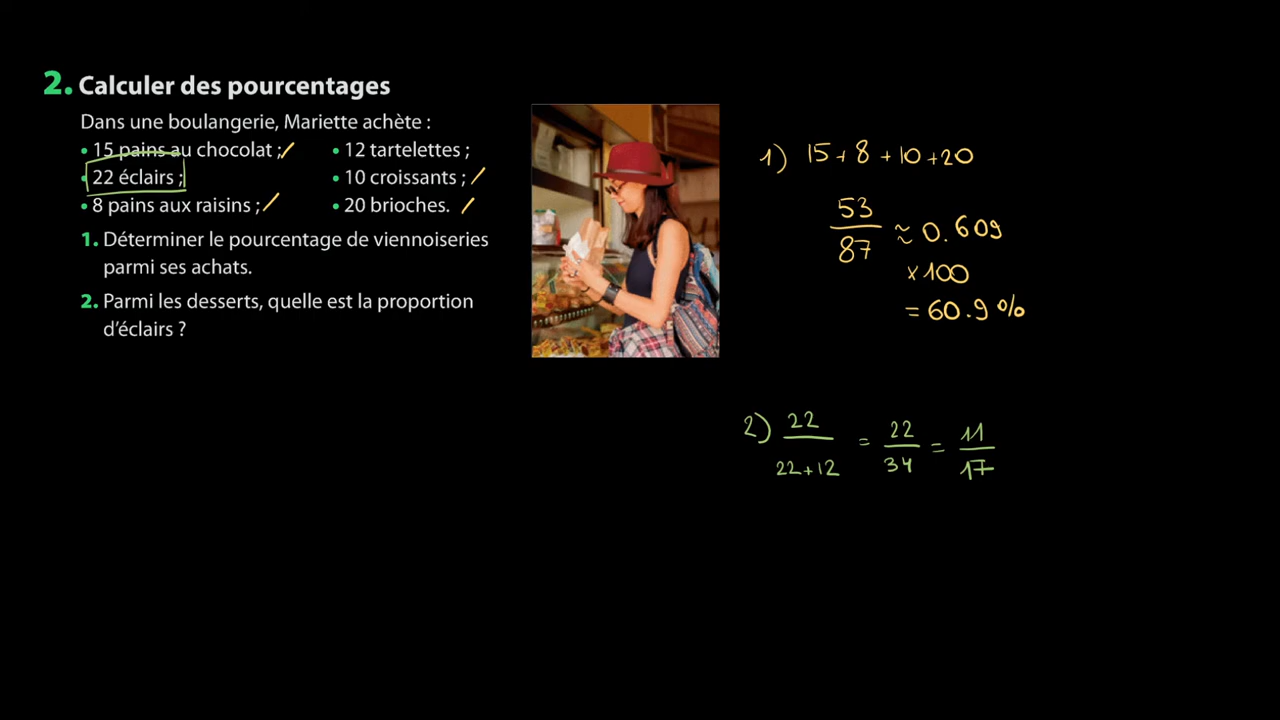 2. Calculer des pourcentages
Dans une boulangerie, Mariette achète :
• 15 pains au chocolat ;
• 12 tartelettes ;
22 éclairs ;
• 10 croissants ;
• 8 pains aux raisins ;
• 20 brioches.
1. Déterminer le pourcentage de viennoiseries
parmi ses achats.
2. Parmi les desserts, quelle est la proportion
d'éclairs ?
1) 15 + 8 + 10 + 20
53/87 ≈ 0.609
× 100
= 60.9 %
2) 22/22+12 = 22/34 = 11/17